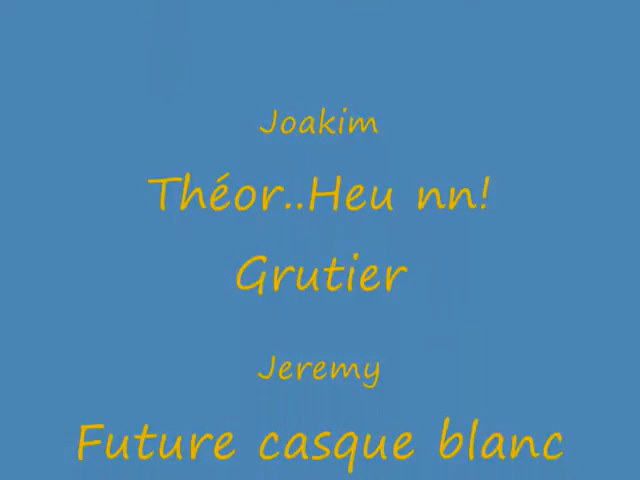 Joakim
Théor..Heu nn!
Grutier
Jeremy
Future casque blanc